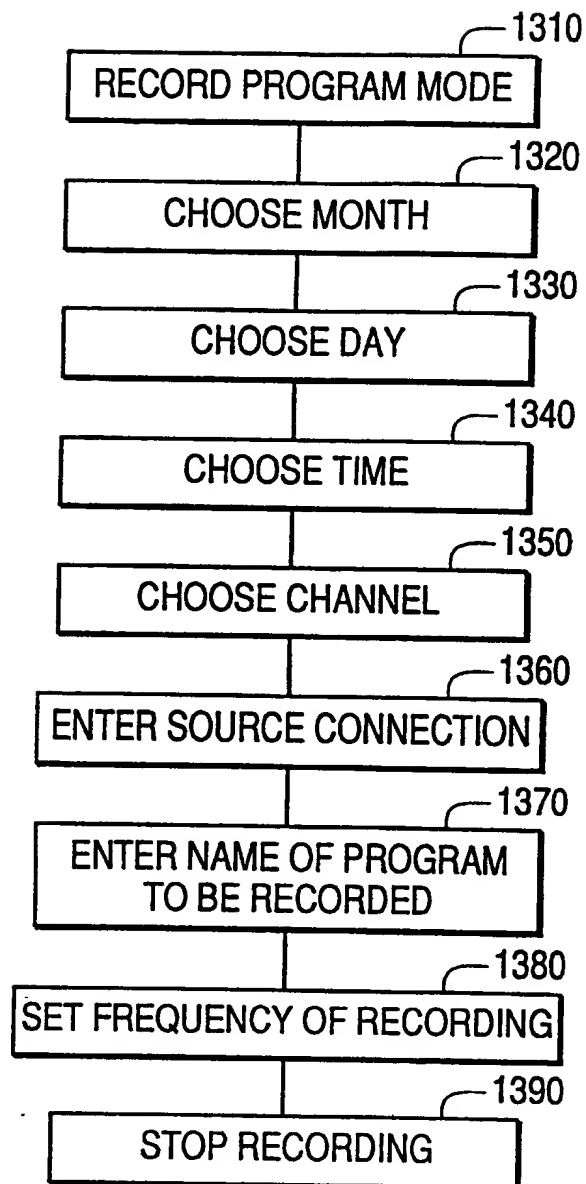 1310
RECORD PROGRAM MODE
1320
CHOOSE MONTH
1330
CHOOSE DAY
1340
CHOOSE TIME
1350
CHOOSE CHANNEL
1360
ENTER SOURCE CONNECTION
1370
ENTER NAME OF PROGRAM
TO BE RECORDED
1380
SET FREQUENCY OF RECORDING
1390
STOP RECORDING